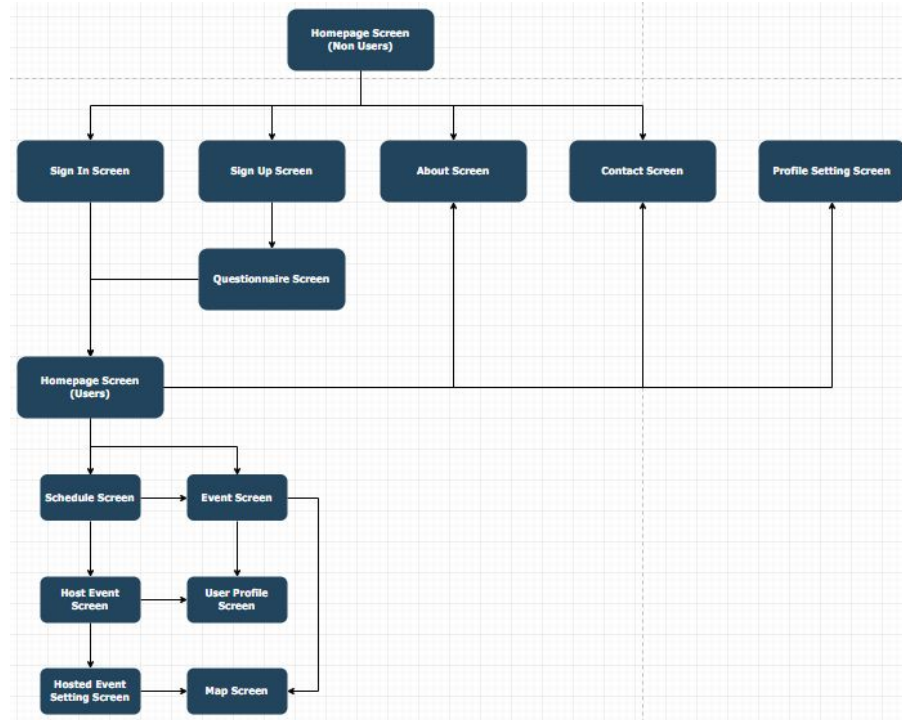 Homepage Screen
(Non Users)
Sign In Screen
Sign Up Screen
About Screen
Contact Screen
Profile Setting Screen
Questionnaire Screen
Homepage Screen
(Users)
Schedule Screen
Event Screen
Host Event
Screen
User Profile
Screen
Hosted Event
Setting Screen
Map Screen